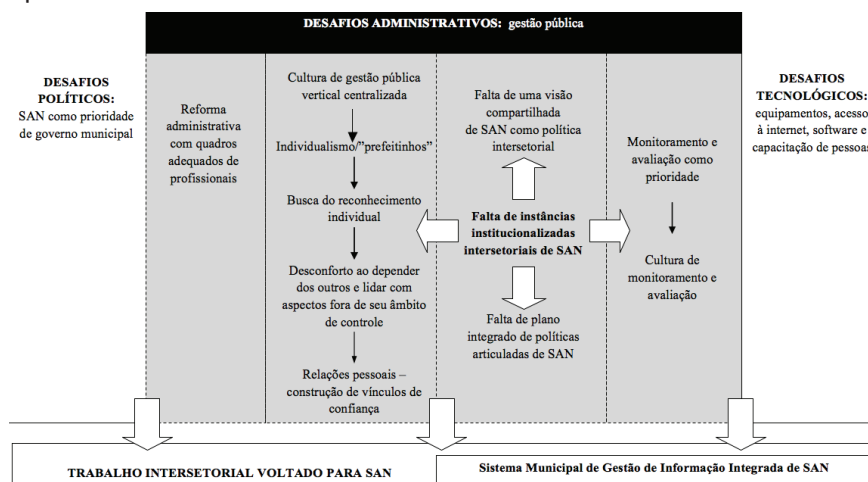 DESAFIOS ADMINISTRATIVOS: gestão pública
DESAFIOS
POLÍTICOS:
SAN como prioridade
de governo municipal
Reforma
administrativa
com quadros
adequados de
profissionais
Cultura de gestão pública
vertical centralizada
Individualismo/"prefeitinhos"
Busca do reconhecimento
individual
Desconforto ao depender
dos outros e lidar com
aspectos fora de seu âmbito
de controle
Relações pessoais –
construção de vínculos de
confiança
Falta de uma visão
compartilhada
de SAN como política
intersetorial
Falta de instâncias
institucionalizadas
intersetoriais de SAN
Falta de plano
integrado de políticas
articuladas de SAN
Monitoramento e
avaliação como
prioridade
Cultura de
monitoramento e
avaliação
DESAFIOS
TECNOLÓGICOS:
equipamentos, acesso
à internet, software e
capacitação de pessoa
TRABALHO INTERSETORIAL VOLTADO PARA SAN
Sistema Municipal de Gestão de Informação Integrada de SAN